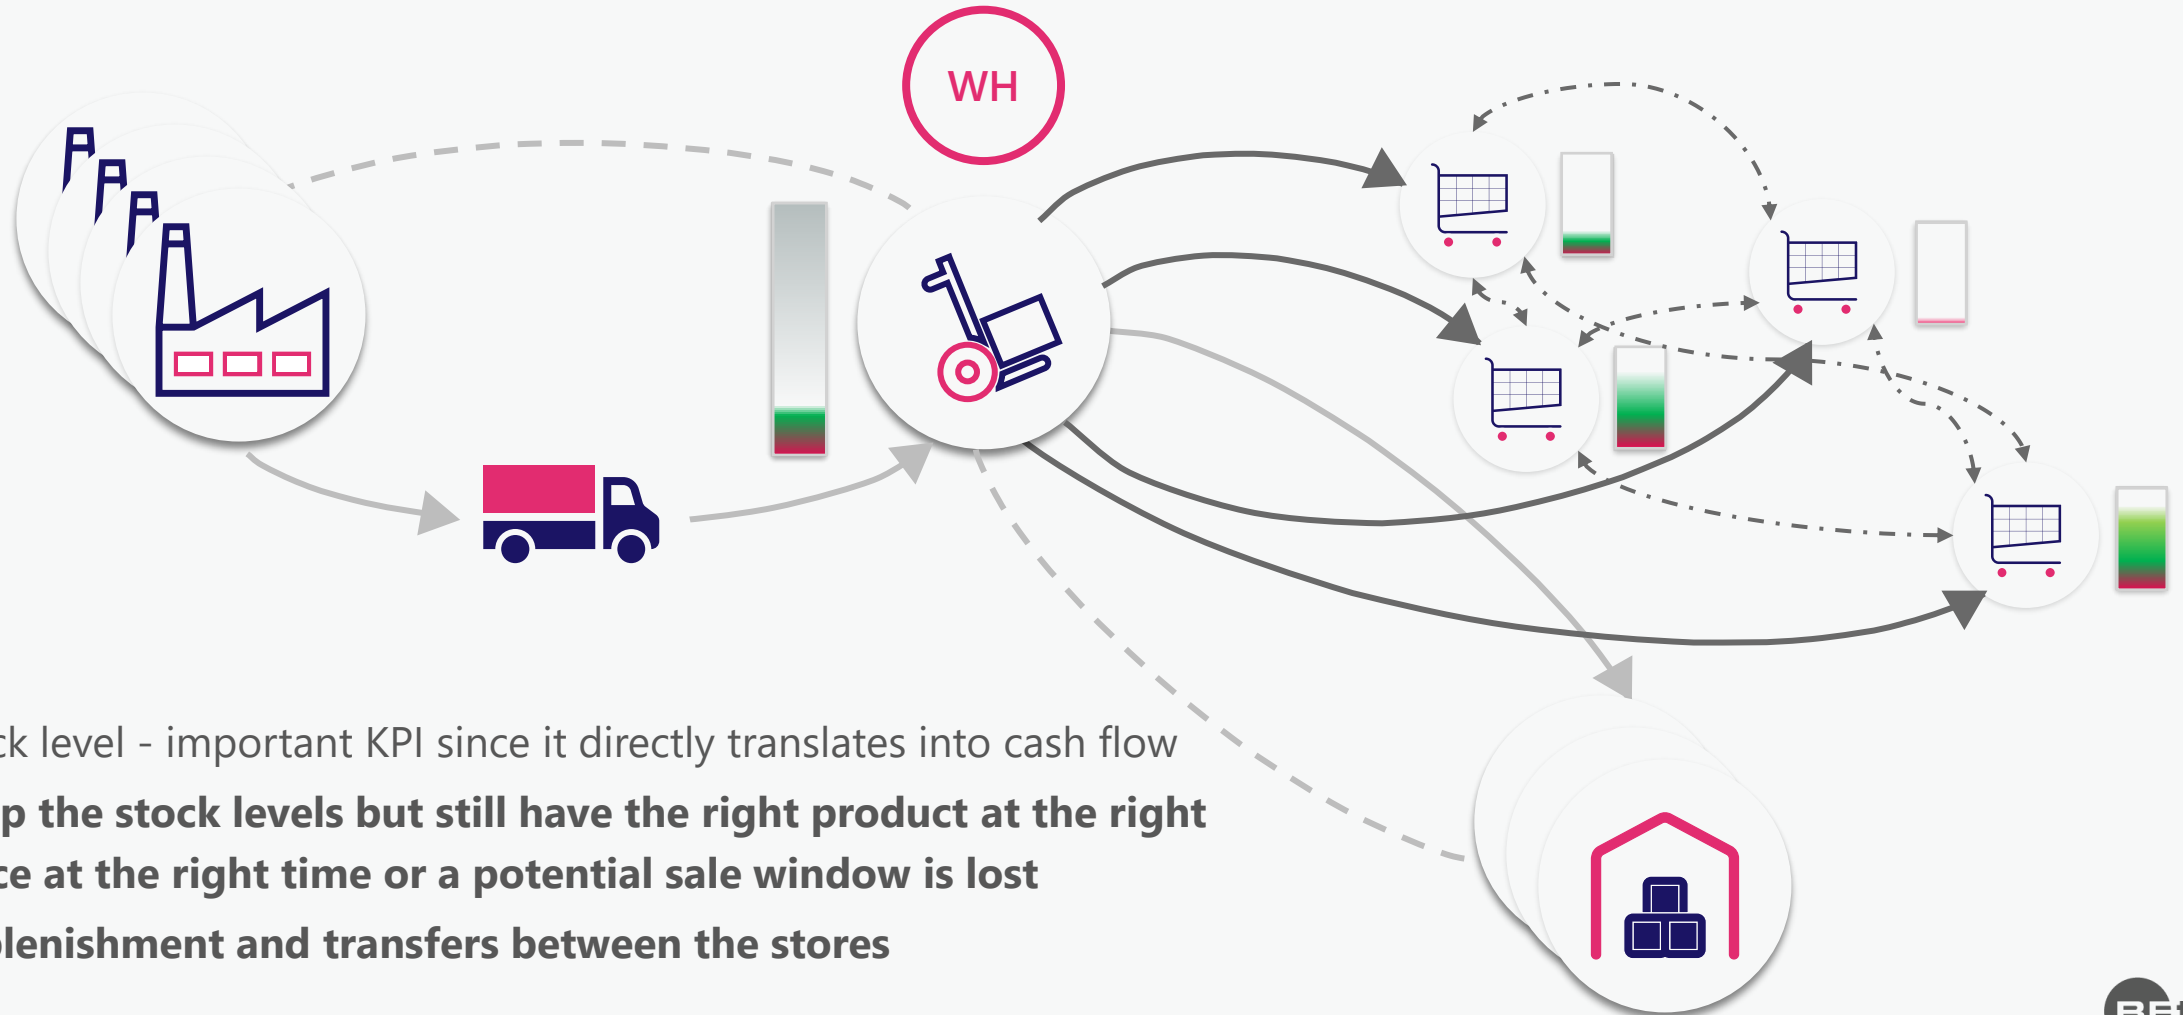 WH
ck level - important KPI since it directly translates into cash flow
p the stock levels but still have the right product at the right
ce at the right time or a potential sale window is lost
plenishment and transfers between the stores